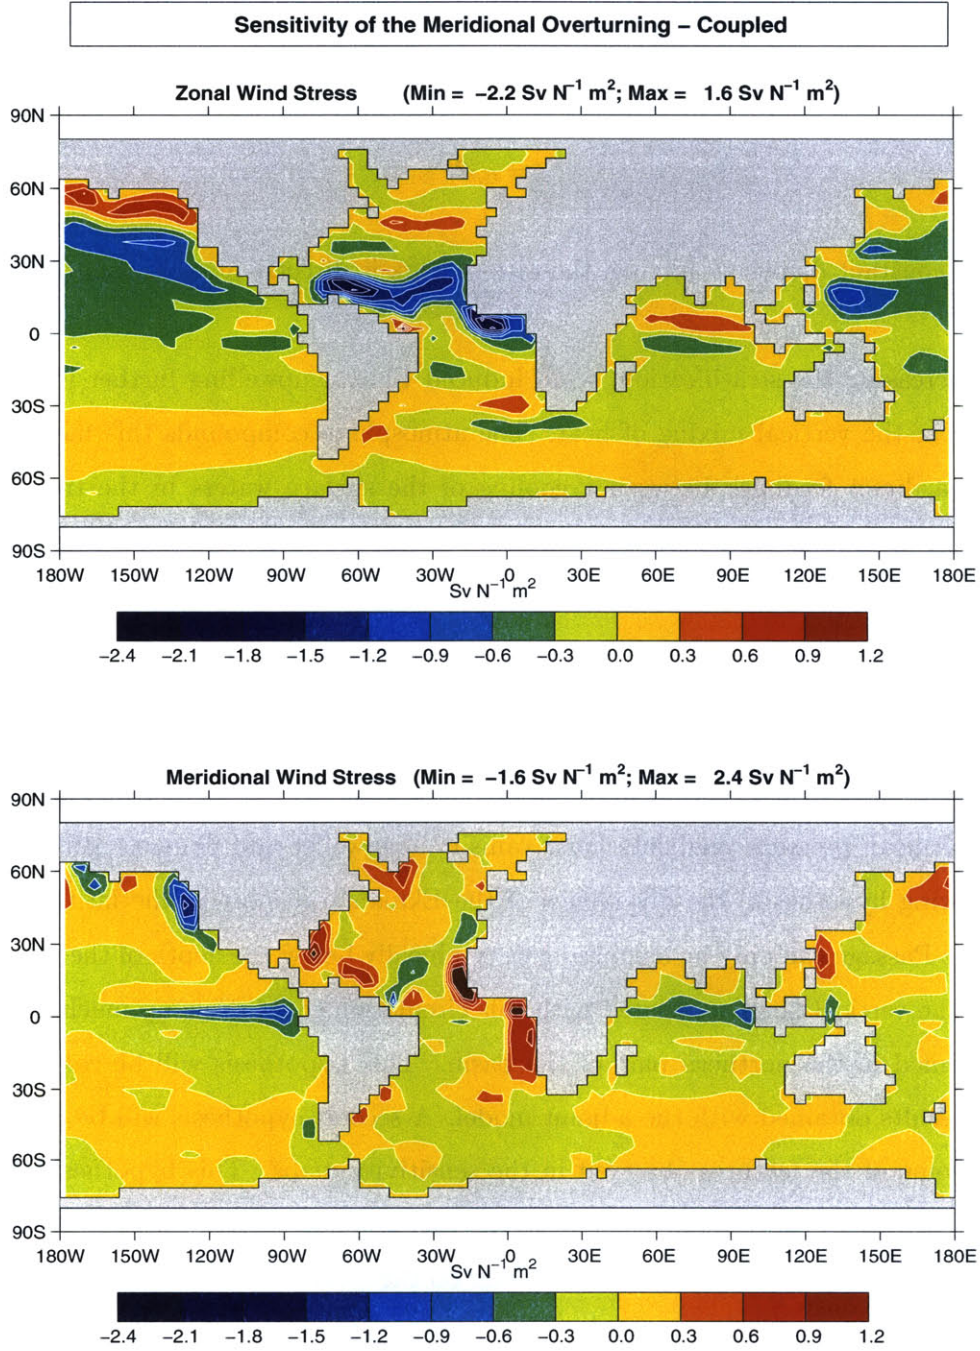 Sensitivity of the Meridional Overturning – Coupled
Zonal Wind Stress (Min = −2.2 Sv N⁻¹ m²; Max = 1.6 Sv N⁻¹ m²)
90N
60N
30N
0
30S
60S
90S
180W 150W 120W 90W 60W 30W 0 30E 60E 90E 120E 150E 180E
Sv N⁻¹ m²
−2.4 −2.1 −1.8 −1.5 −1.2 −0.9 −0.6 −0.3 0.0 0.3 0.6 0.9 1.2
Meridional Wind Stress (Min = −1.6 Sv N⁻¹ m²; Max = 2.4 Sv N⁻¹ m²)
90N
60N
30N
0
30S
60S
90S
180W 150W 120W 90W 60W 30W 0 30E 60E 90E 120E 150E 180E
Sv N⁻¹ m²
−2.4 −2.1 −1.8 −1.5 −1.2 −0.9 −0.6 −0.3 0.0 0.3 0.6 0.9 1.2